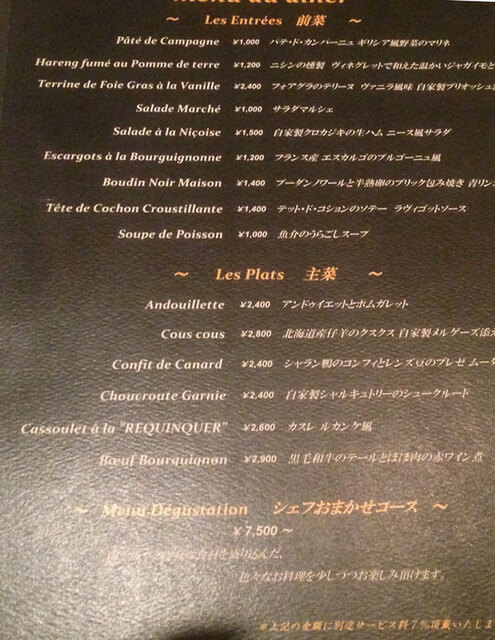 Menu du dîner
～ Les Entrées 前菜 ～
Pâté de Campagne ¥1,000 パテ・ド・カンパーニュ ギリシア風野菜のマリネ
Hareng fumé au Pomme de terre ¥1,200 ニシンの燻製 ヴィネグレットで和えた温かいジャガイモと
Terrine de Foie Gras à la Vanille ¥2,400 フォアグラのテリーヌ ヴァニラ風味 自家製ブリオッシュ
Salade Marché ¥1,000 サラダマルシェ
Salade à la Niçoise ¥1,500 自家製クロカジキの生ハム ニース風サラダ
Escargots à la Bourguignonne ¥1,200 フランス産 エスカルゴのブルゴーニュ風
Boudin Noir Maison ¥1,400 ブーダンノワールと半熟卵のブリック包み焼き 青リンゴ
Tête de Cochon Croustillante ¥1,400 テット・ド・コションのソテー ラヴィゴットソース
Soupe de Poisson ¥1,000 魚介のうらごしスープ
～ Les Plats 主菜 ～
Andouillette ¥2,400 アンドゥイエットとポムガレット
Cous cous ¥2,800 北海道産仔羊のクスクス 自家製メルゲーズ添え
Confit de Canard ¥2,400 シャラン鴨のコンフィとレンズ豆のブレゼ ムー
Choucroute Garnie ¥2,400 自家製シャルキュトリーのシュークルート
Cassoulet à la "REQUINQUER" ¥2,600 カスレ ルカンケ風
Bœuf Bourguignon ¥2,900 黒毛和牛のテールとほほ肉の赤ワイン煮
～ Menu Dégustation シェフおまかせコース ～
¥7,500～
食材を盛り込んだ、
色々なお料理を少しづつお楽しみ頂けます。
※上記の金額に別途サービス料7%頂戴いたしま